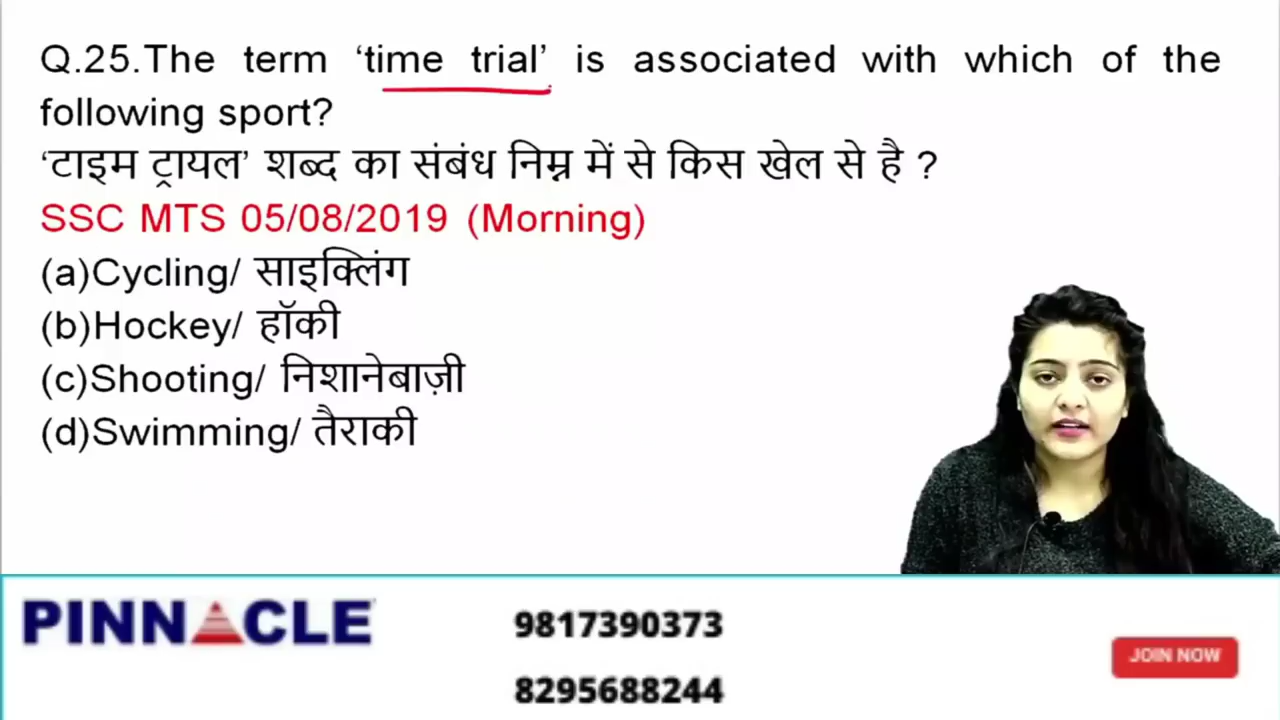 Q.25.The term ‘time trial’ is associated with which of the
following sport?
‘टाइम ट्रायल’ शब्द का संबंध निम्न में से किस खेल से है ?
SSC MTS 05/08/2019 (Morning)
(a)Cycling/ साइक्लिंग
(b)Hockey/ हॉकी
(c)Shooting/ निशानेबाज़ी
(d)Swimming/ तैराकी
PINNACLE
9817390373
JOIN NOW
8295688244